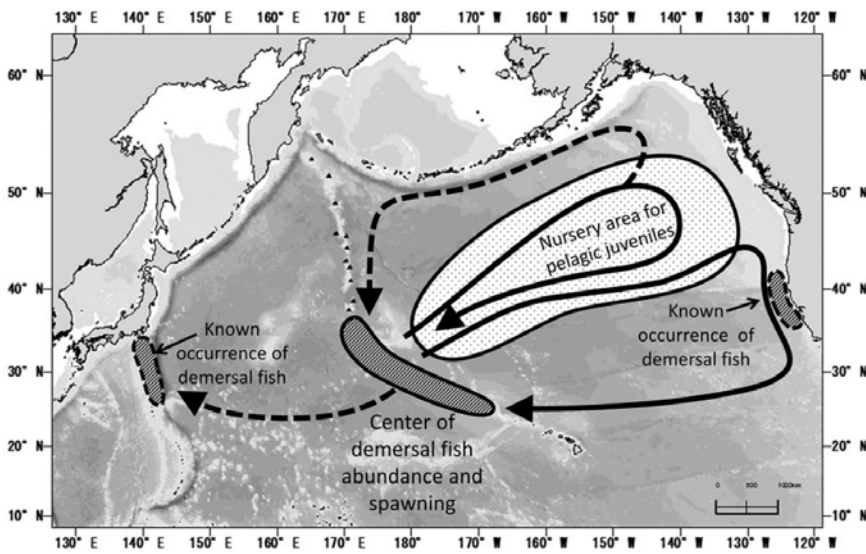 130° E 140° E 150° E 160° E 170° E 180° 170° W 160° W 150° W 140° W 130° W 120° W
60° N 60° N
50° N 50° N
Nursery area for
pelagic juveniles
40° N 40° N
Known
occurrence of
demersal fish
Known
occurrence of
demersal fish
30° N 30° N
Center of
demersal fish
abundance and
spawning
20° N 20° N
0 500 1000km
10° N 10° N
130° E 140° E 150° E 160° E 170° E 180° 170° W 160° W 150° W 140° W 130° W 120° W